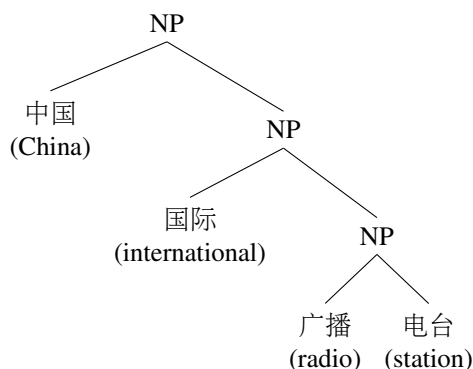 NP
中国
(China)
NP
国际
(international)
NP
广播 电台
(radio) (station)